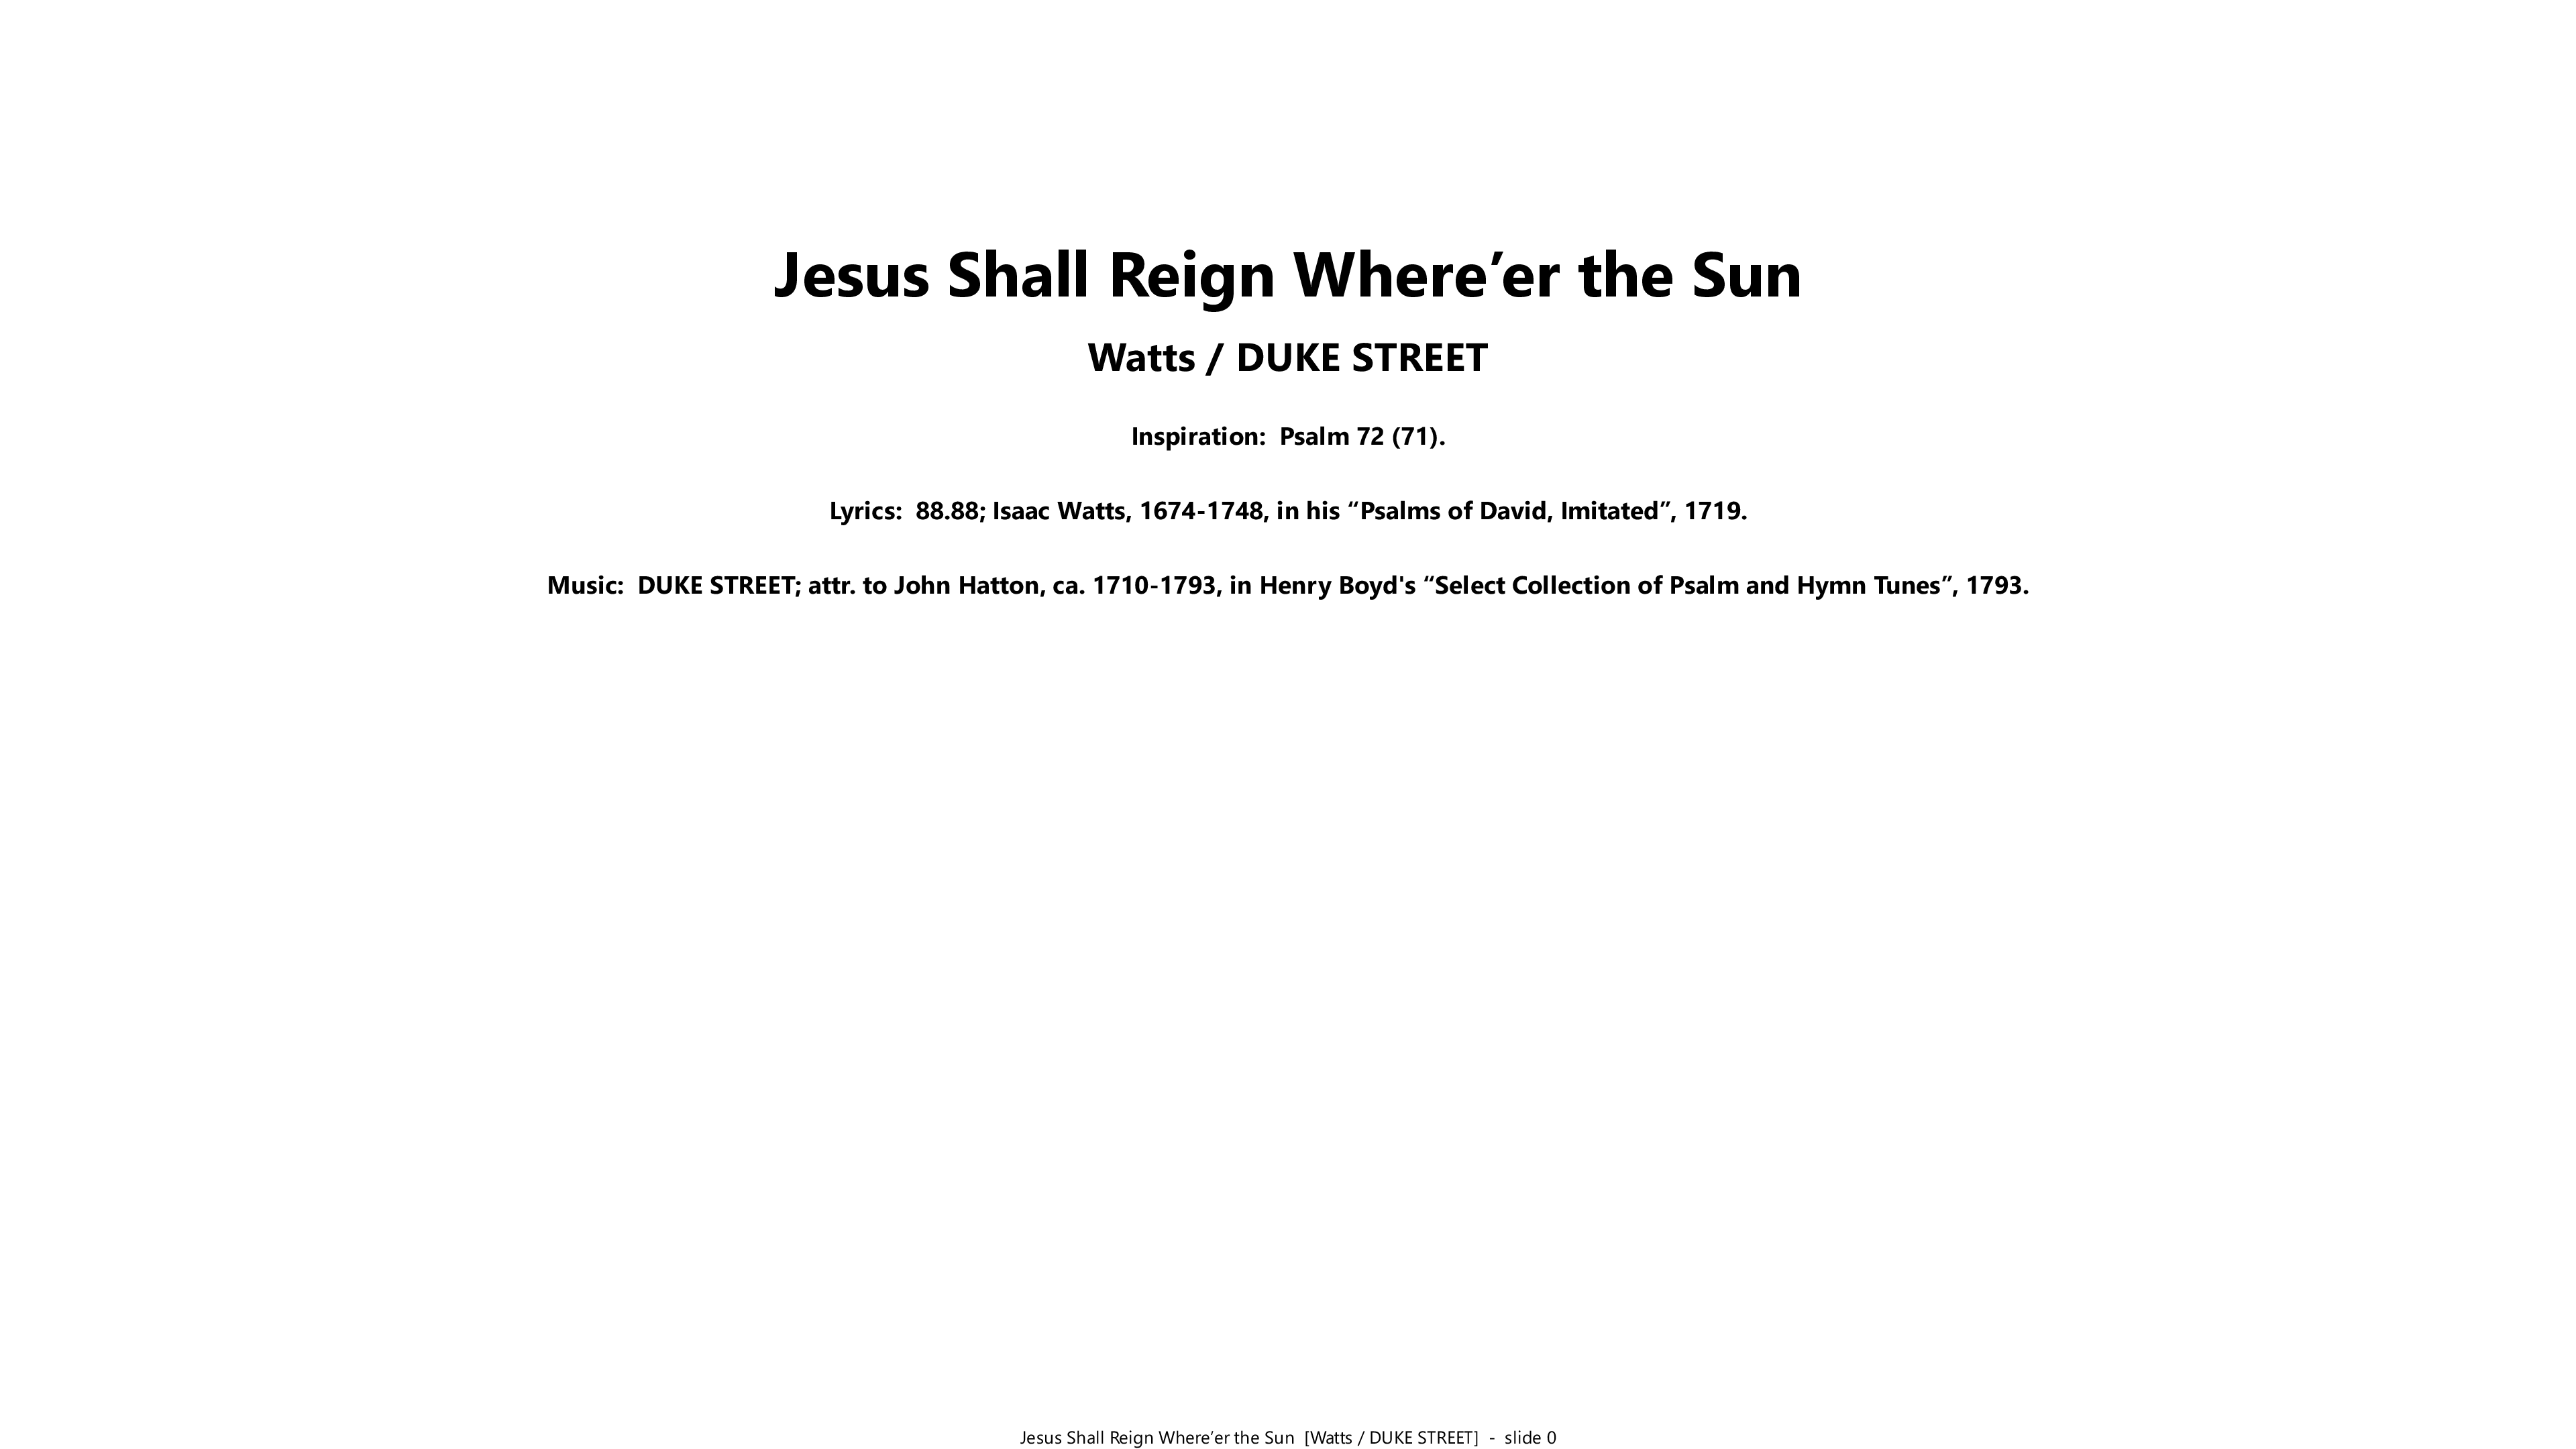 Jesus Shall Reign Where’er the Sun
Watts / DUKE STREET
Inspiration:  Psalm 72 (71).
Lyrics:  88.88; Isaac Watts, 1674-1748, in his “Psalms of David, Imitated”, 1719.
Music:  DUKE STREET; attr. to John Hatton, ca. 1710-1793, in Henry Boyd's “Select Collection of Psalm and Hymn Tunes”, 1793.
Jesus Shall Reign Where’er the Sun  [Watts / DUKE STREET]  -  slide 0